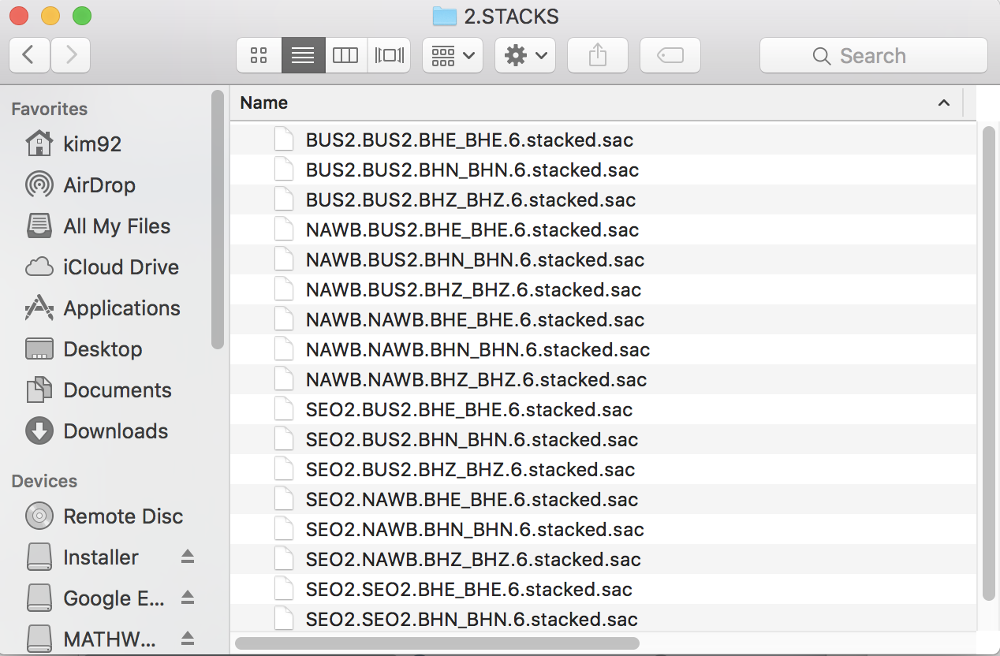 2.STACKS
Search
Favorites
kim92
AirDrop
All My Files
iCloud Drive
Applications
Desktop
Documents
Downloads
Devices
Remote Disc
Installer
Google E...
MATHW...
Name
BUS2.BUS2.BHE_BHE.6.stacked.sac
BUS2.BUS2.BHN_BHN.6.stacked.sac
BUS2.BUS2.BHZ_BHZ.6.stacked.sac
NAWB.BUS2.BHE_BHE.6.stacked.sac
NAWB.BUS2.BHN_BHN.6.stacked.sac
NAWB.BUS2.BHZ_BHZ.6.stacked.sac
NAWB.NAWB.BHE_BHE.6.stacked.sac
NAWB.NAWB.BHN_BHN.6.stacked.sac
NAWB.NAWB.BHZ_BHZ.6.stacked.sac
SEO2.BUS2.BHE_BHE.6.stacked.sac
SEO2.BUS2.BHN_BHN.6.stacked.sac
SEO2.BUS2.BHZ_BHZ.6.stacked.sac
SEO2.NAWB.BHE_BHE.6.stacked.sac
SEO2.NAWB.BHN_BHN.6.stacked.sac
SEO2.NAWB.BHZ_BHZ.6.stacked.sac
SEO2.SEO2.BHE_BHE.6.stacked.sac
SEO2.SEO2.BHN_BHN.6.stacked.sac